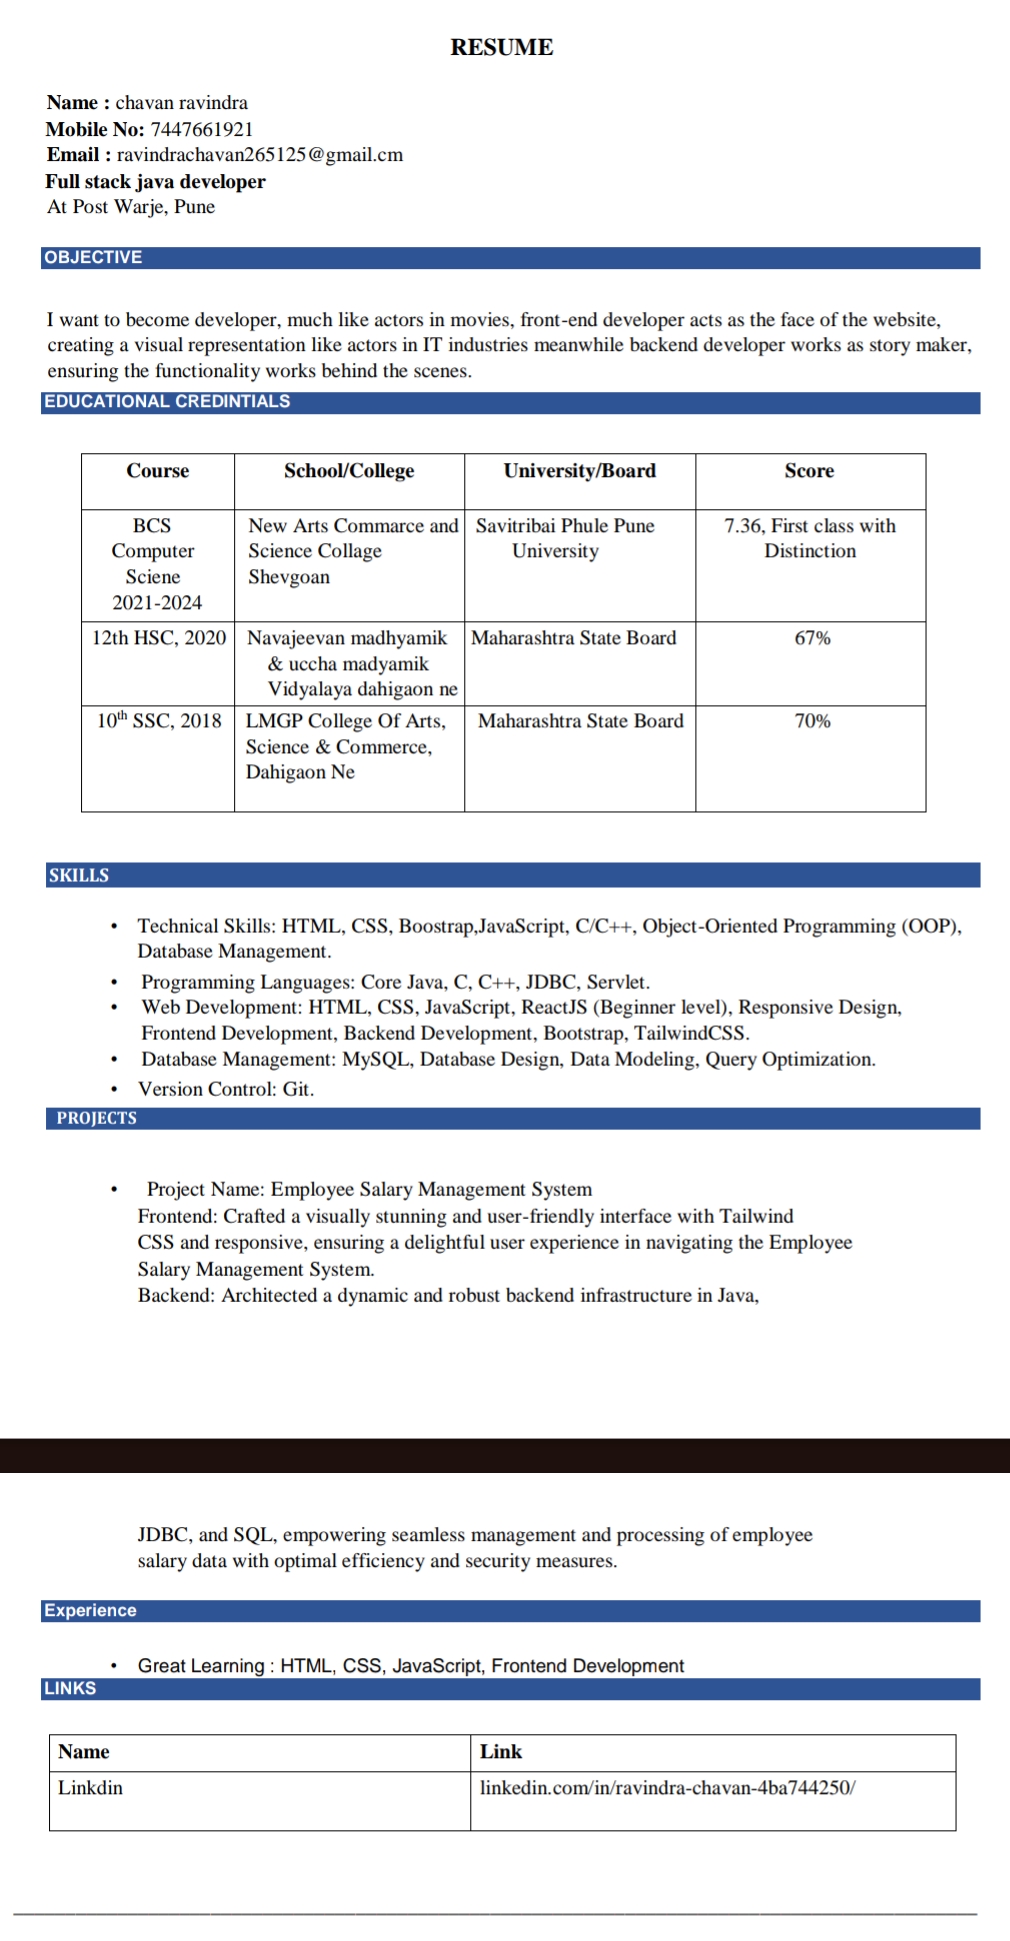 RESUME
Name : chavan ravindra
Mobile No: 7447661921
Email : ravindrachavan265125@gmail.cm
Full stack java developer
At Post Warje, Pune
OBJECTIVE
I want to become developer, much like actors in movies, front-end developer acts as the face of the website,
creating a visual representation like actors in IT industries meanwhile backend developer works as story maker,
ensuring the functionality works behind the scenes.
EDUCATIONAL CREDINTIALS
Course School/College University/Board Score
BCS New Arts Commarce and Savitribai Phule Pune 7.36, First class with
Computer Science Collage University Distinction
Sciene Shevgoan
2021-2024
12th HSC, 2020 Navajeevan madhyamik Maharashtra State Board 67%
& uccha madyamik
Vidyalaya dahigaon ne
10th SSC, 2018 LMGP College Of Arts, Maharashtra State Board 70%
Science & Commerce,
Dahigaon Ne
SKILLS
• Technical Skills: HTML, CSS, Boostrap,JavaScript, C/C++, Object-Oriented Programming (OOP),
Database Management.
• Programming Languages: Core Java, C, C++, JDBC, Servlet.
• Web Development: HTML, CSS, JavaScript, ReactJS (Beginner level), Responsive Design,
Frontend Development, Backend Development, Bootstrap, TailwindCSS.
• Database Management: MySQL, Database Design, Data Modeling, Query Optimization.
• Version Control: Git.
PROJECTS
• Project Name: Employee Salary Management System
Frontend: Crafted a visually stunning and user-friendly interface with Tailwind
CSS and responsive, ensuring a delightful user experience in navigating the Employee
Salary Management System.
Backend: Architected a dynamic and robust backend infrastructure in Java,
JDBC, and SQL, empowering seamless management and processing of employee
salary data with optimal efficiency and security measures.
Experience
• Great Learning : HTML, CSS, JavaScript, Frontend Development
LINKS
Name Link
Linkdin linkedin.com/in/ravindra-chavan-4ba744250/